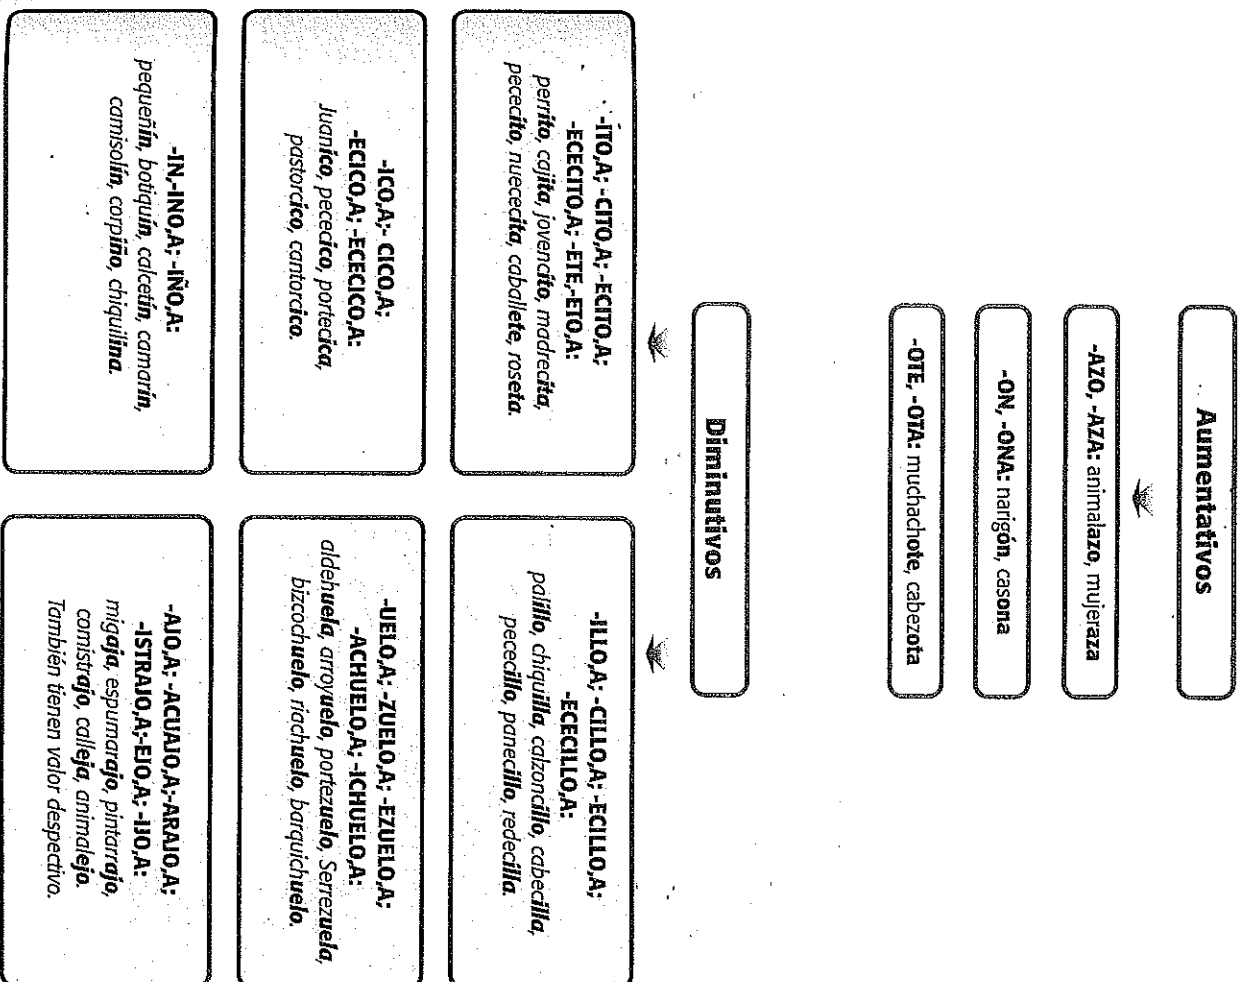 Aumentativos
-AZO, -AZA: animalazo, mujeraza
-ON, -ONA: narigón, casona
-OTE, -OTA: muchachote, cabezota
Diminutivos
-ÍTO,A; -CITO,A; -ECITO,A;
-ECECITO,A; -ETE,-ETO,A:
perrito, cajita, jovencito, madrecita,
pececito, nuececita, caballete, roseta.
-ILLO,A; -CILLO,A; -ECILLO,A;
-ECECILLO,A:
palillo, chiquilla, calzoncillo, cabecilla,
pececillo, panecillo, redecilla.
-ICO,A;- CICO,A;
-ECICO,A; -ECECICO,A:
Juanico, pececico, portecica,
pastorcico, cantorcico.
-UELO,A; -ZUELO,A; -EZUELO,A;
-ACHUELO,A; -ICHUELO,A:
aldehuela, arroyuelo, portezuelo, Serrezuela,
bizcochuelo, riachuelo, barquichuelo.
-IN,-INO,A; -IÑO,A:
pequeñín, botiquín, calcetín, camarín,
camisolín, corpiño, chiquilina.
-AJO,A; -ACUAJO,A;-ARAJO,A;
-ISTRAJO,A;-EJO,A; -IJO,A:
migaja, espumarajo, pintarrajo,
comistrajo, calleja, animalejo.
También tienen valor despectivo.